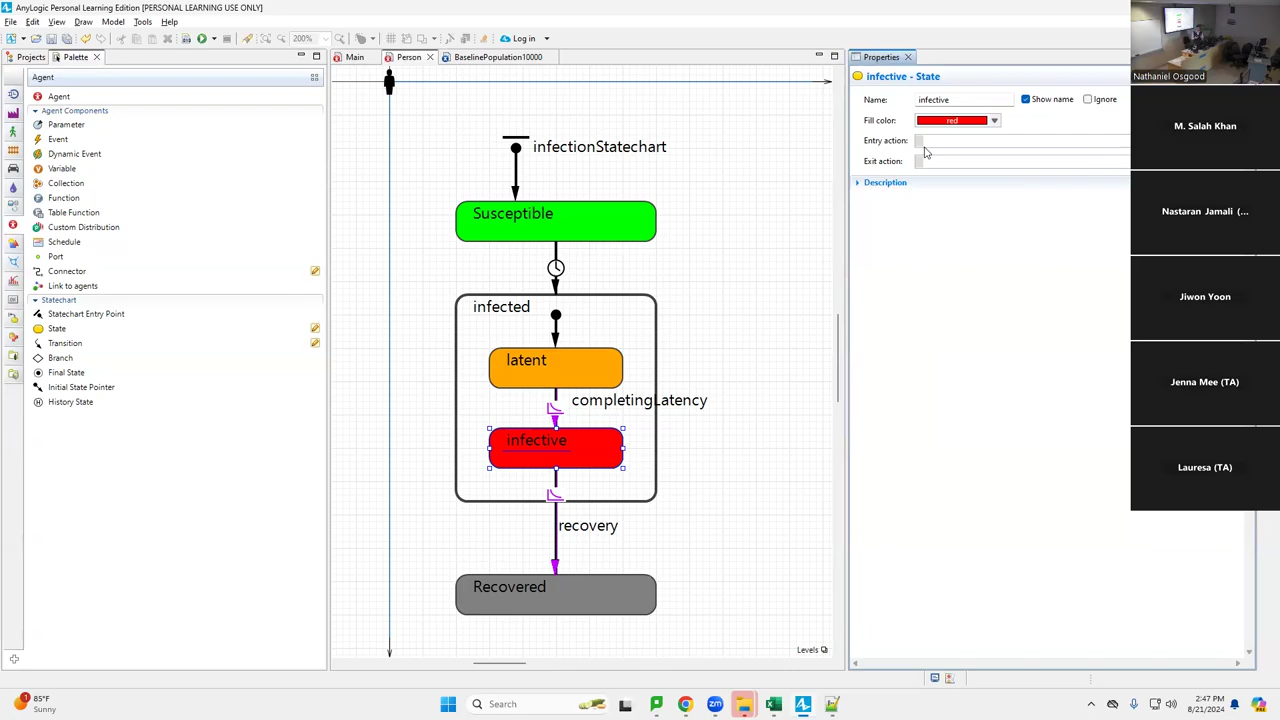 AnyLogic Personal Learning Edition [PERSONAL LEARNING USE ONLY]
File Edit View Draw Model Tools Help
200% Log in
Projects Palette
Agent
Agent
Agent Components
Parameter
Event
Dynamic Event
Variable
Collection
Function
Table Function
Custom Distribution
Schedule
Port
Connector
Link to agents
Statechart
Statechart Entry Point
State
Transition
Branch
Final State
Initial State Pointer
History State
Main Person BaselinePopulation10000
infectionStatechart
Susceptible
infected
latent
completingLatency
infective
recovery
Recovered
Levels
Properties
infective - State
Name: infective Show name Ignore
Fill color: red
Entry action:
Exit action:
Description
Nathaniel Osgood
M. Salah Khan
Nastaran Jamali (...
Jiwon Yoon
Jenna Mee (TA)
Lauresa (TA)
85°F
Sunny
Search
2:47 PM
8/21/2024